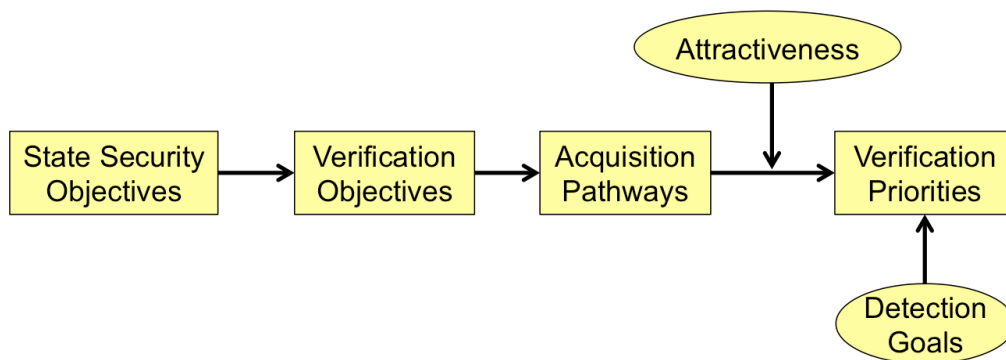 Attractiveness
State Security
Objectives
Verification
Objectives
Acquisition
Pathways
Verification
Priorities
Detection
Goals